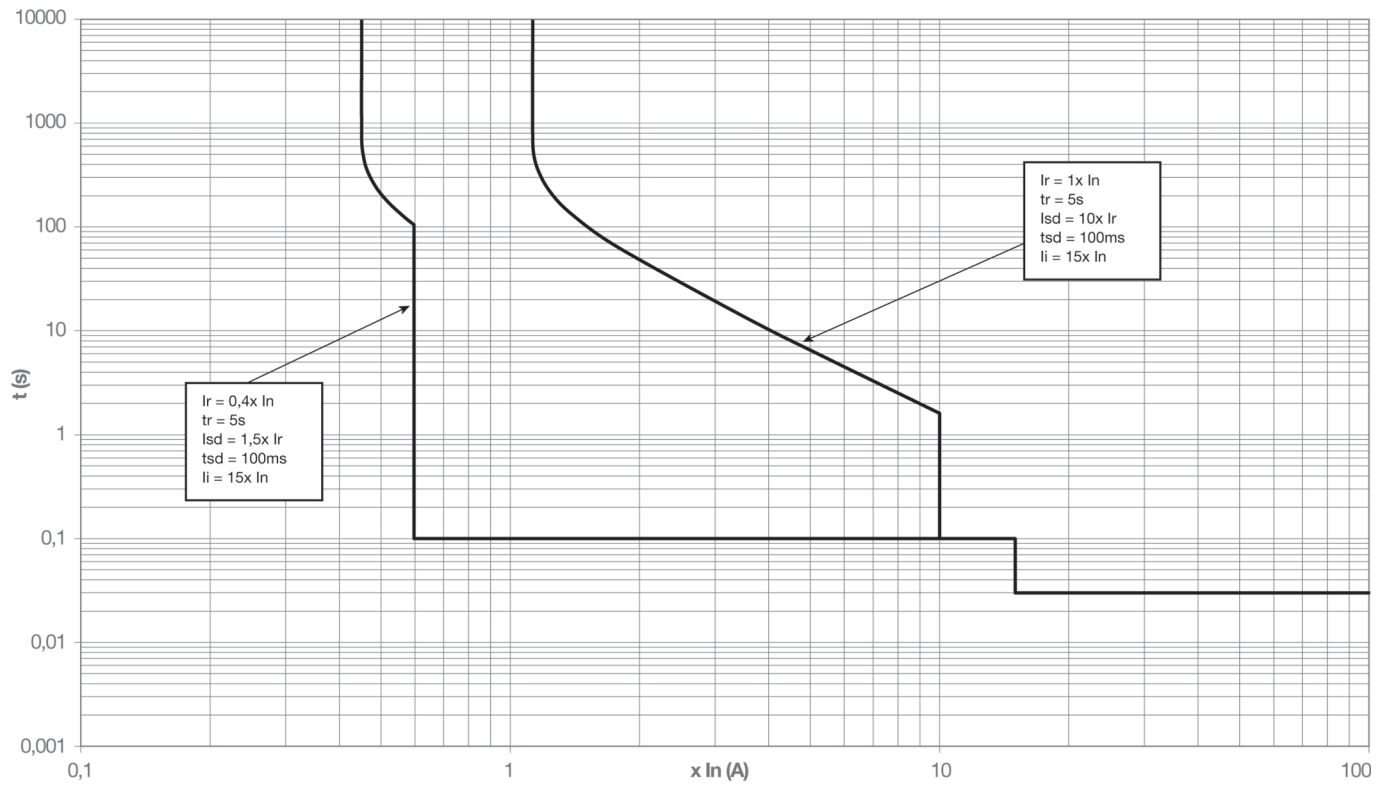 10000
1000
100
10
1
0,1
0,01
0,001
t (s)
0,1
1
10
100
x In (A)
Ir = 0,4x In
tr = 5s
Isd = 1,5x Ir
tsd = 100ms
Ii = 15x In
Ir = 1x In
tr = 5s
Isd = 10x Ir
tsd = 100ms
Ii = 15x In